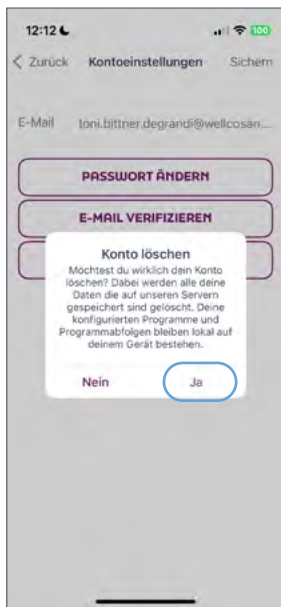 12:12
100
Zurück Kontoeinstellungen Sichern
E-Mail toni.bittner.degrandi@wellcosan....
PASSWORT ÄNDERN
E-MAIL VERIFIZIEREN
Konto löschen
Möchtest du wirklich dein Konto
löschen? Dabei werden alle deine
Daten die auf unseren Servern
gespeichert sind gelöscht. Deine
konfigurierten Programme und
Programmabfolgen bleiben lokal auf
deinem Gerät bestehen.
Nein Ja